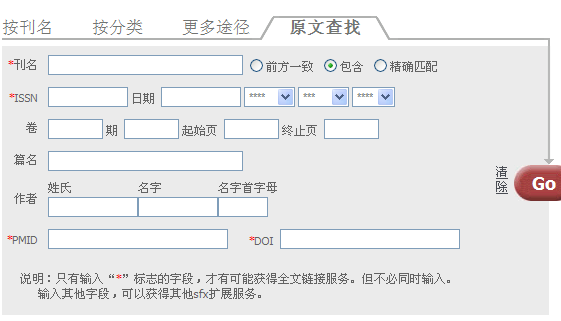 按刊名 按分类 更多途径 原文查找
*刊名 前方一致 包含 精确匹配
*ISSN 日期 **** *** ****
卷 期 起始页 终止页
篇名
清除 Go
作者 姓氏 名字 名字首字母
*PMID *DOI
说明：只有输入“*”标志的字段，才有可能获得全文链接服务。但不必同时输入。
输入其他字段，可以获得其他sfx扩展服务。